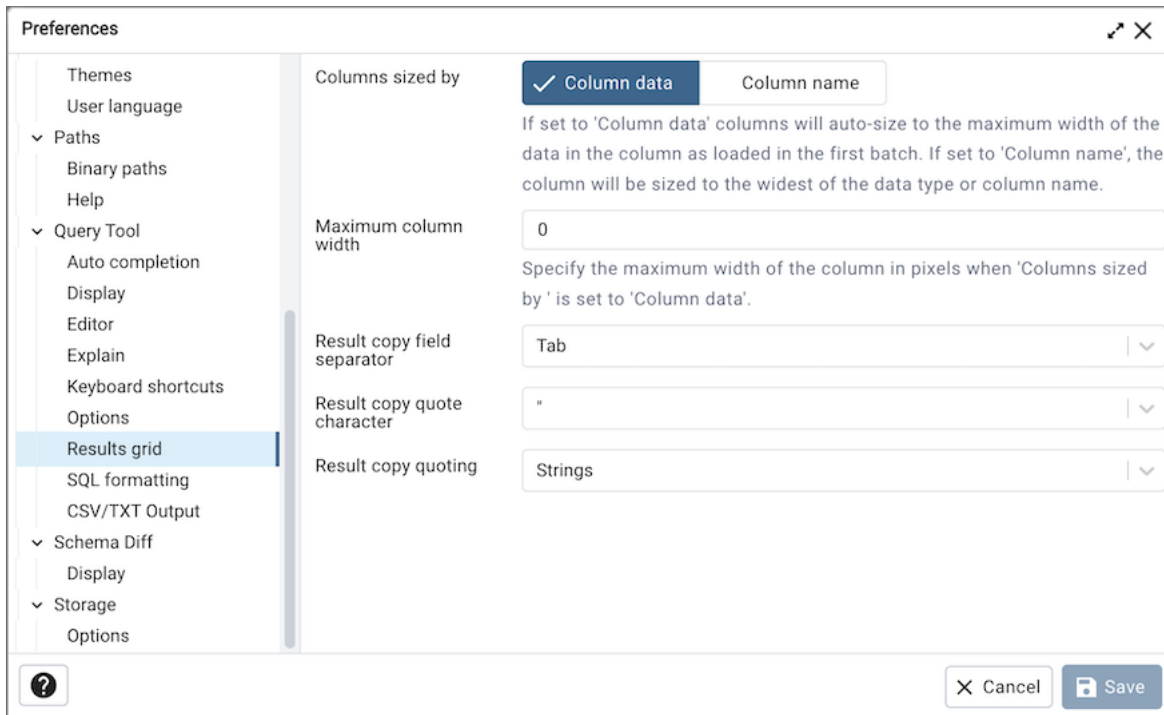 Preferences
Themes
User language
Paths
Binary paths
Help
Query Tool
Auto completion
Display
Editor
Explain
Keyboard shortcuts
Options
Results grid
SQL formatting
CSV/TXT Output
Schema Diff
Display
Storage
Options
Columns sized by
Column data
Column name
If set to 'Column data' columns will auto-size to the maximum width of the
data in the column as loaded in the first batch. If set to 'Column name', the
column will be sized to the widest of the data type or column name.
Maximum column
width
0
Specify the maximum width of the column in pixels when 'Columns sized
by ' is set to 'Column data'.
Result copy field
separator
Tab
Result copy quote
character
"
Result copy quoting
Strings
?
Cancel
Save